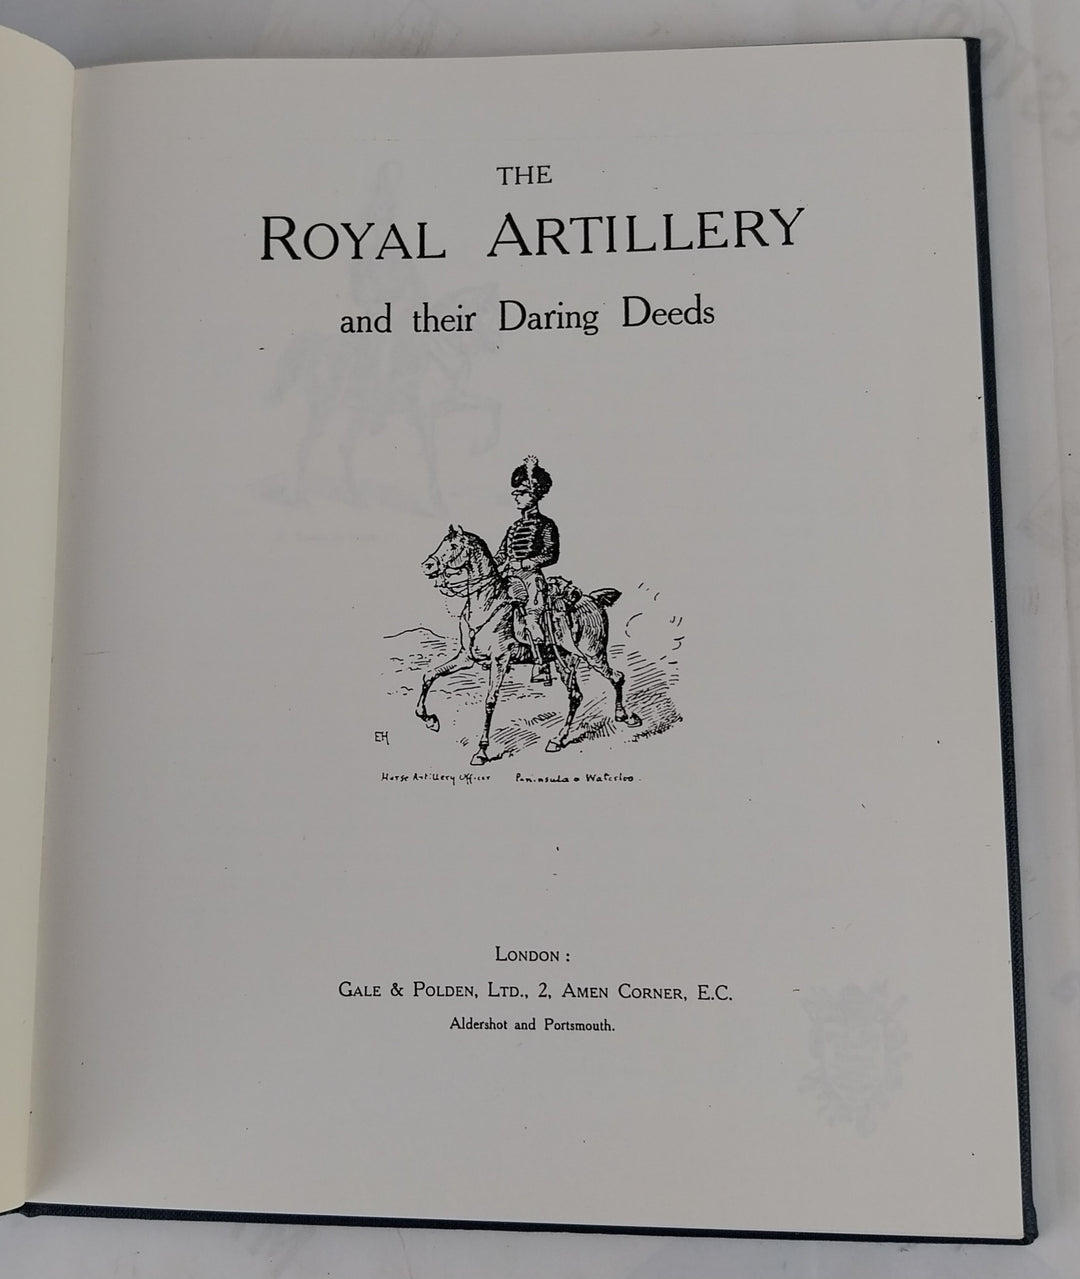 THE
ROYAL ARTILLERY
and their Daring Deeds
EH
Horse Artillery Officer Peninsula & Waterloo.
LONDON :
GALE & POLDEN, LTD., 2, AMEN CORNER, E.C.
Aldershot and Portsmouth.